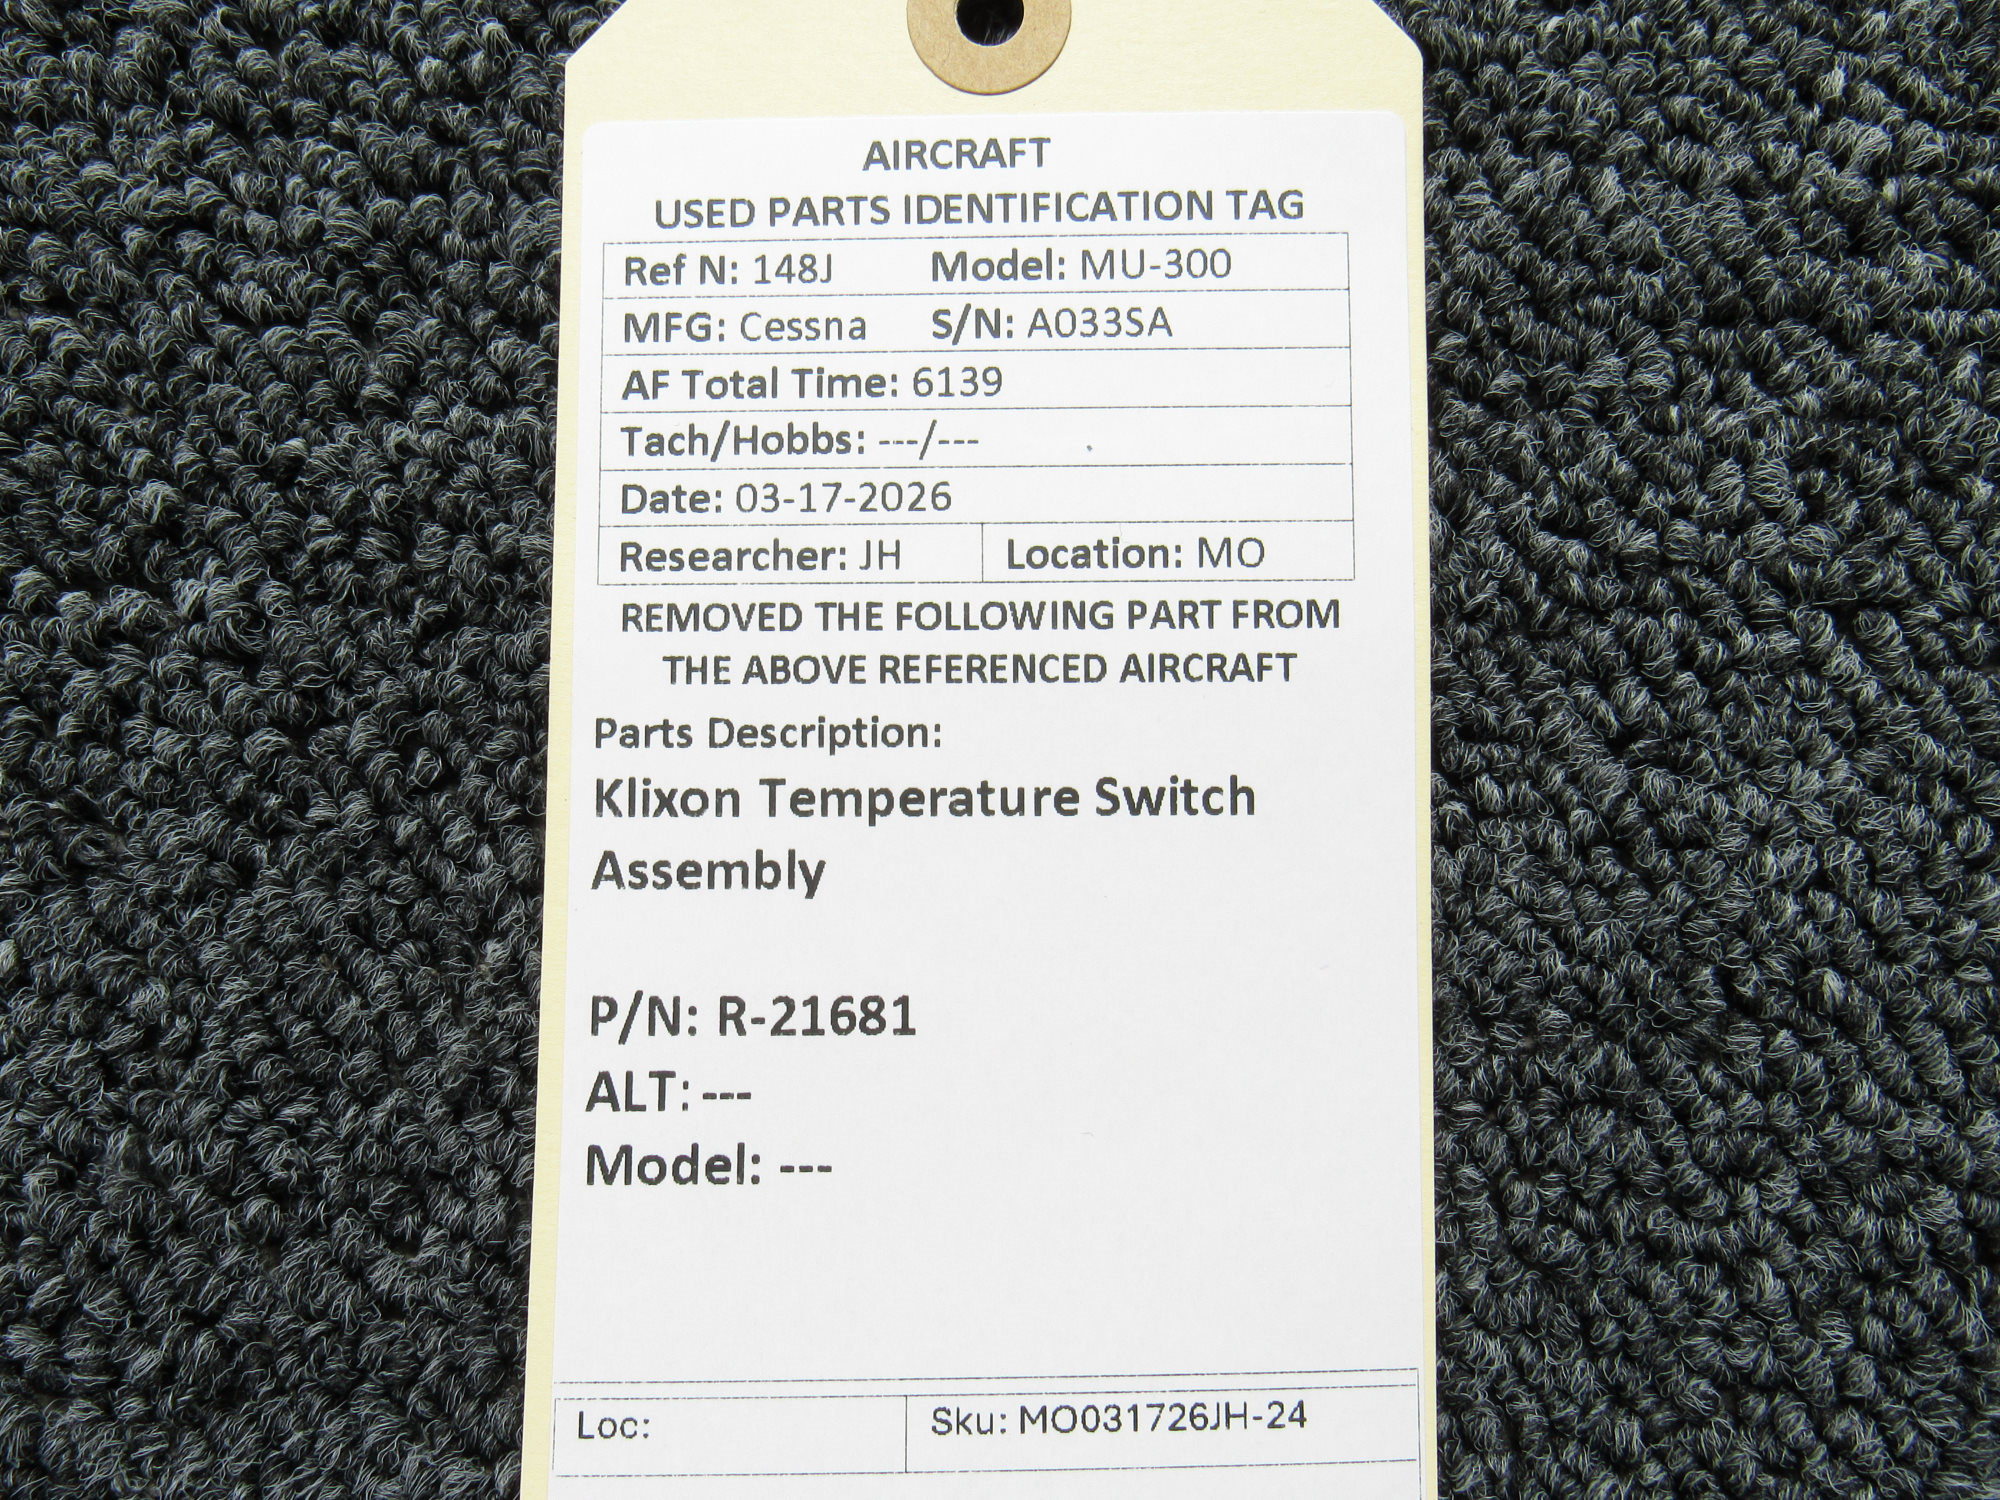 AIRCRAFT
USED PARTS IDENTIFICATION TAG
Ref N: 148J Model: MU-300
MFG: Cessna S/N: A033SA
AF Total Time: 6139
Tach/Hobbs: ---/---
Date: 03-17-2026
Researcher: JH Location: MO
REMOVED THE FOLLOWING PART FROM
THE ABOVE REFERENCED AIRCRAFT
Parts Description:
Klixon Temperature Switch
Assembly
P/N: R-21681
ALT: ---
Model: ---
Loc: Sku: MO031726JH-24